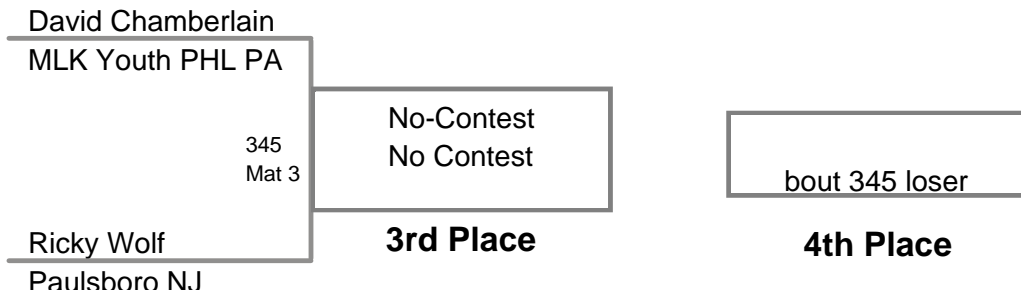 David Chamberlain
MLK Youth PHL PA
345
Mat 3
No-Contest
No Contest
bout 345 loser
Ricky Wolf
Paulsboro NJ
3rd Place
4th Place